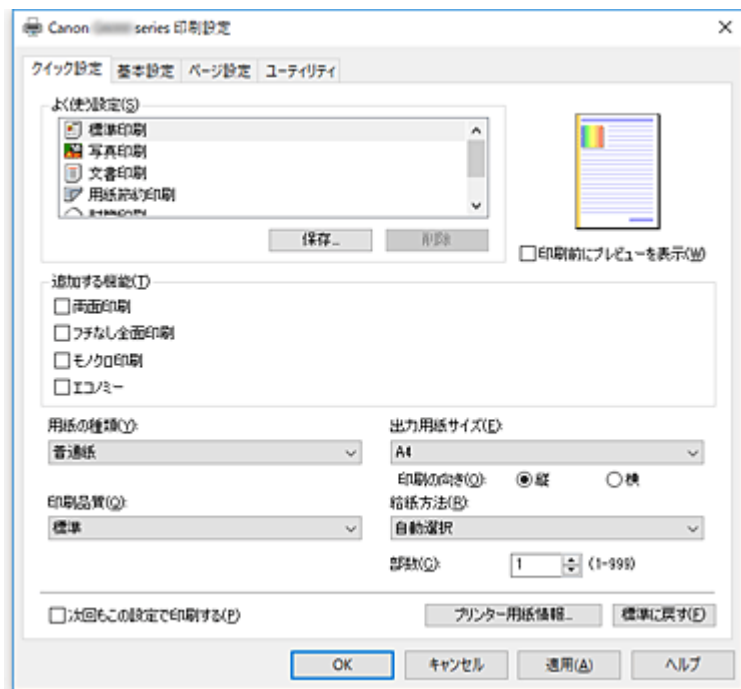 Canon series 印刷設定
クイック設定 基本設定 ページ設定 ユーティリティ
よく使う設定(S)
標準印刷
写真印刷
文書印刷
用紙節約印刷
保存...
削除
印刷前にプレビューを表示(W)
追加する機能(T)
両面印刷
フチなし全面印刷
モノクロ印刷
エコノミー
用紙の種類(Y):
普通紙
出力用紙サイズ(E):
A4
印刷の向き(O): 縦 横
印刷品質(Q):
標準
給紙方法(R):
自動選択
部数(C): 1 (1-999)
次回もこの設定で印刷する(P)
プリンター用紙情報...
標準に戻す(F)
OK キャンセル 適用(A) ヘルプ